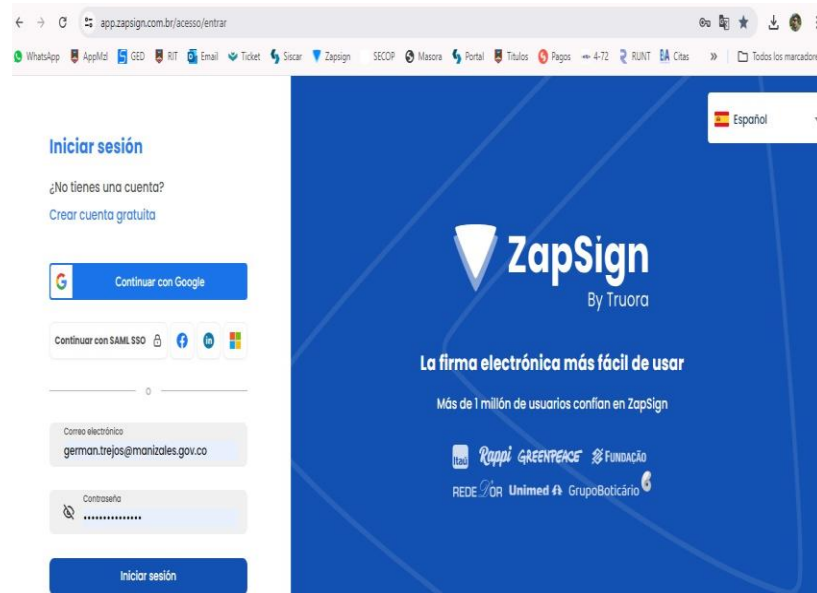 app.zapsign.com.br/acesso/entrar
WhatsApp AppMzl GED RIT Email Ticket Siscar Zapsign SECOP Masora Portal Titulos Pagos 4-72 RUNT Citas » Todos los marcadores
Español
Iniciar sesión
¿No tienes una cuenta?
Crear cuenta gratuita
Continuar con Google
Continuar con SAML SSO
o
Correo electrónico
german.trejos@manizales.gov.co
Contraseña
Iniciar sesión
ZapSign
By Truora
La firma electrónica más fácil de usar
Más de 1 millón de usuarios confían en ZapSign
Itaú Rappi GREENPEACE FUNDAÇÃO
REDE D'OR Unimed GrupoBoticário